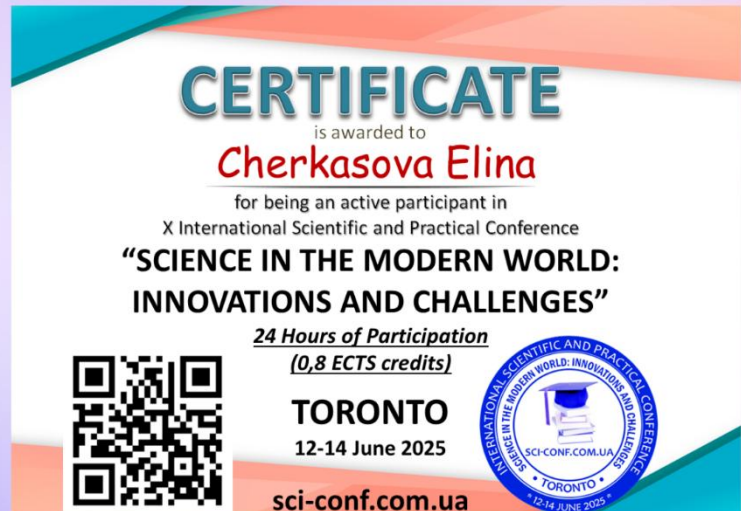 CERTIFICATE
is awarded to
Cherkasova Elina
for being an active participant in
X International Scientific and Practical Conference
“SCIENCE IN THE MODERN WORLD:
INNOVATIONS AND CHALLENGES”
24 Hours of Participation
(0,8 ECTS credits)
TORONTO
12-14 June 2025
sci-conf.com.ua
INTERNATIONAL SCIENTIFIC AND PRACTICAL CONFERENCE
SCIENCE IN THE MODERN WORLD: INNOVATIONS AND CHALLENGES
SCI-CONF.COM.UA
• TORONTO •
* 12-14 JUNE 2025 *